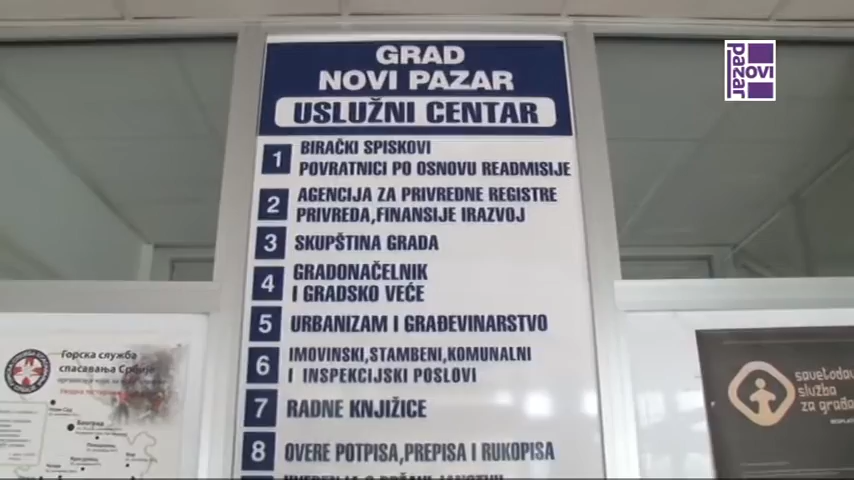 GRAD
NOVI PAZAR
USLUŽNI CENTAR
1 BIRAČKI SPISKOVI
POVRATNICI PO OSNOVU READMISIJE
2 AGENCIJA ZA PRIVREDNE REGISTRE
PRIVREDA,FINANSIJE IRAZVOJ
3 SKUPŠTINA GRADA
4 GRADONAČELNIK
I GRADSKO VEĆE
5 URBANIZAM I GRAĐEVINARSTVO
6 IMOVINSKI,STAMBENI,KOMUNALNI
I INSPEKCIJSKI POSLOVI
7 RADNE KNJIŽICE
8 OVERE POTPISA,PREPISA I RUKOPISA
novi
pazar
Горска служба
спасавања Србије
Београд
savetodav
služba
za građa